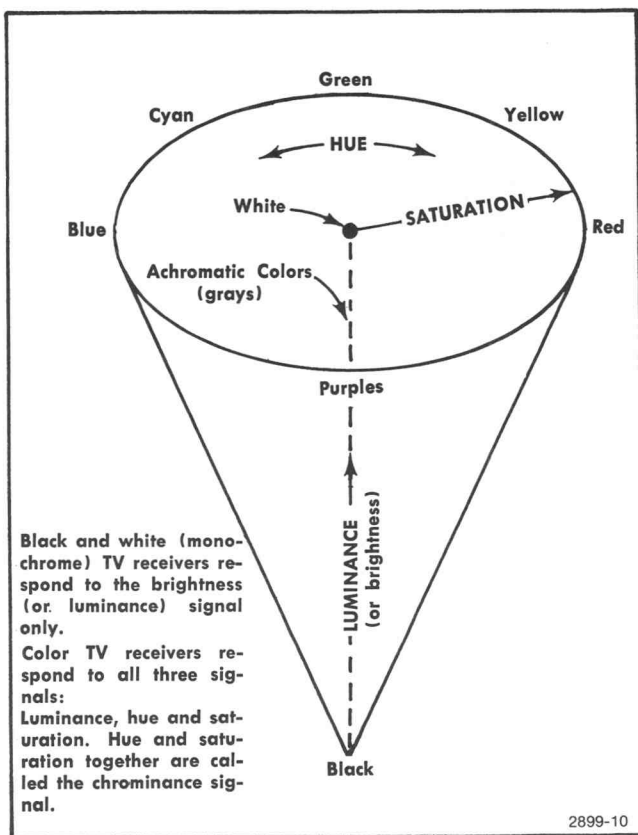 Green
Cyan
Yellow
HUE
White
SATURATION
Blue
Red
Achromatic Colors
(grays)
Purples
LUMINANCE
(or brightness)
Black and white (mono-
chrome) TV receivers re-
spond to the brightness
(or luminance) signal
only.
Color TV receivers re-
spond to all three sig-
nals:
Luminance, hue and sat-
uration. Hue and satu-
ration together are cal-
led the chrominance sig-
nal.
Black
2899-10